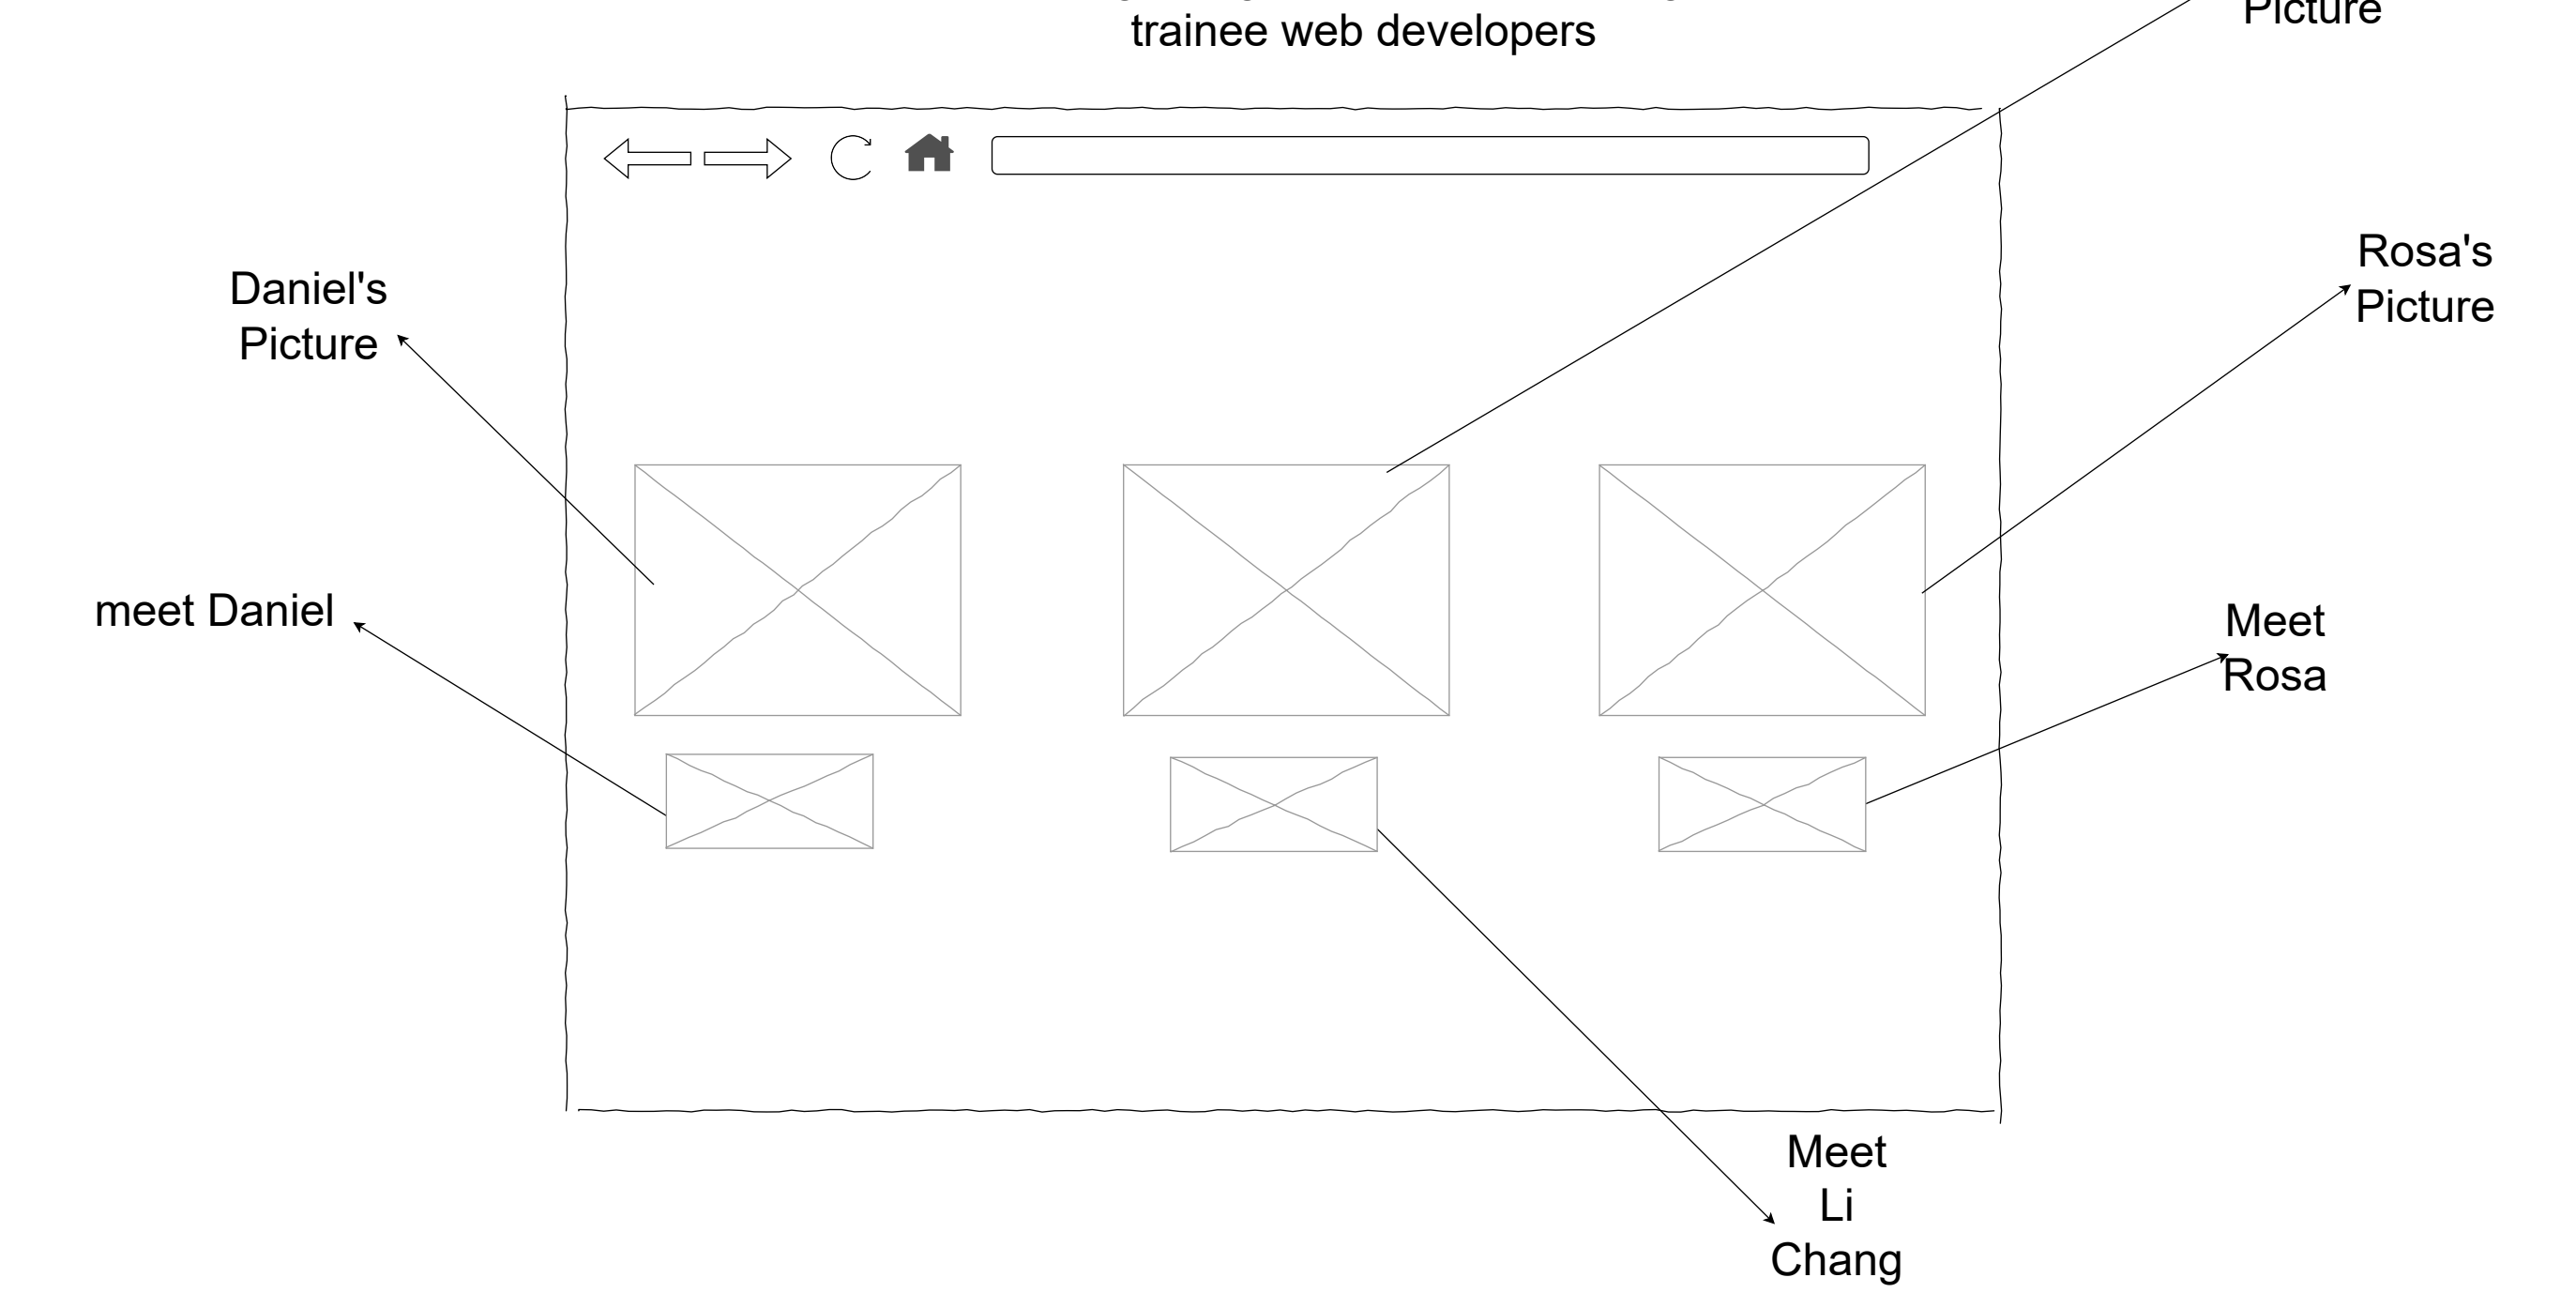 trainee web developers
Picture
Daniel's
Picture
Rosa's
Picture
meet Daniel
Meet
Rosa
Meet
Li
Chang